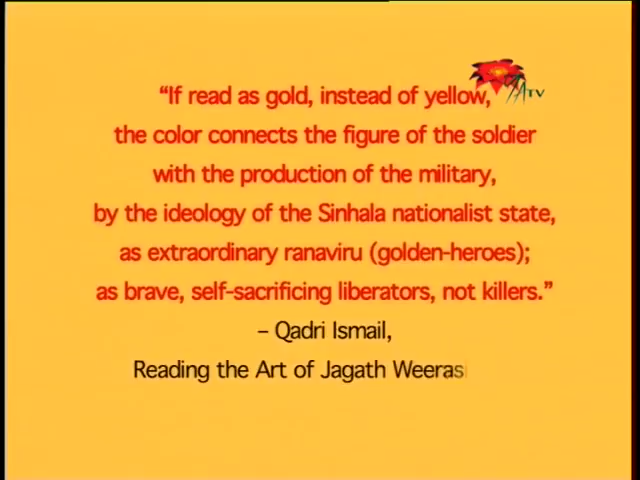 “If read as gold, instead of yellow,
the color connects the figure of the soldier
with the production of the military,
by the ideology of the Sinhala nationalist state,
as extraordinary ranaviru (golden-heroes);
as brave, self-sacrificing liberators, not killers.”
– Qadri Ismail,
Reading the Art of Jagath Weeras
TV